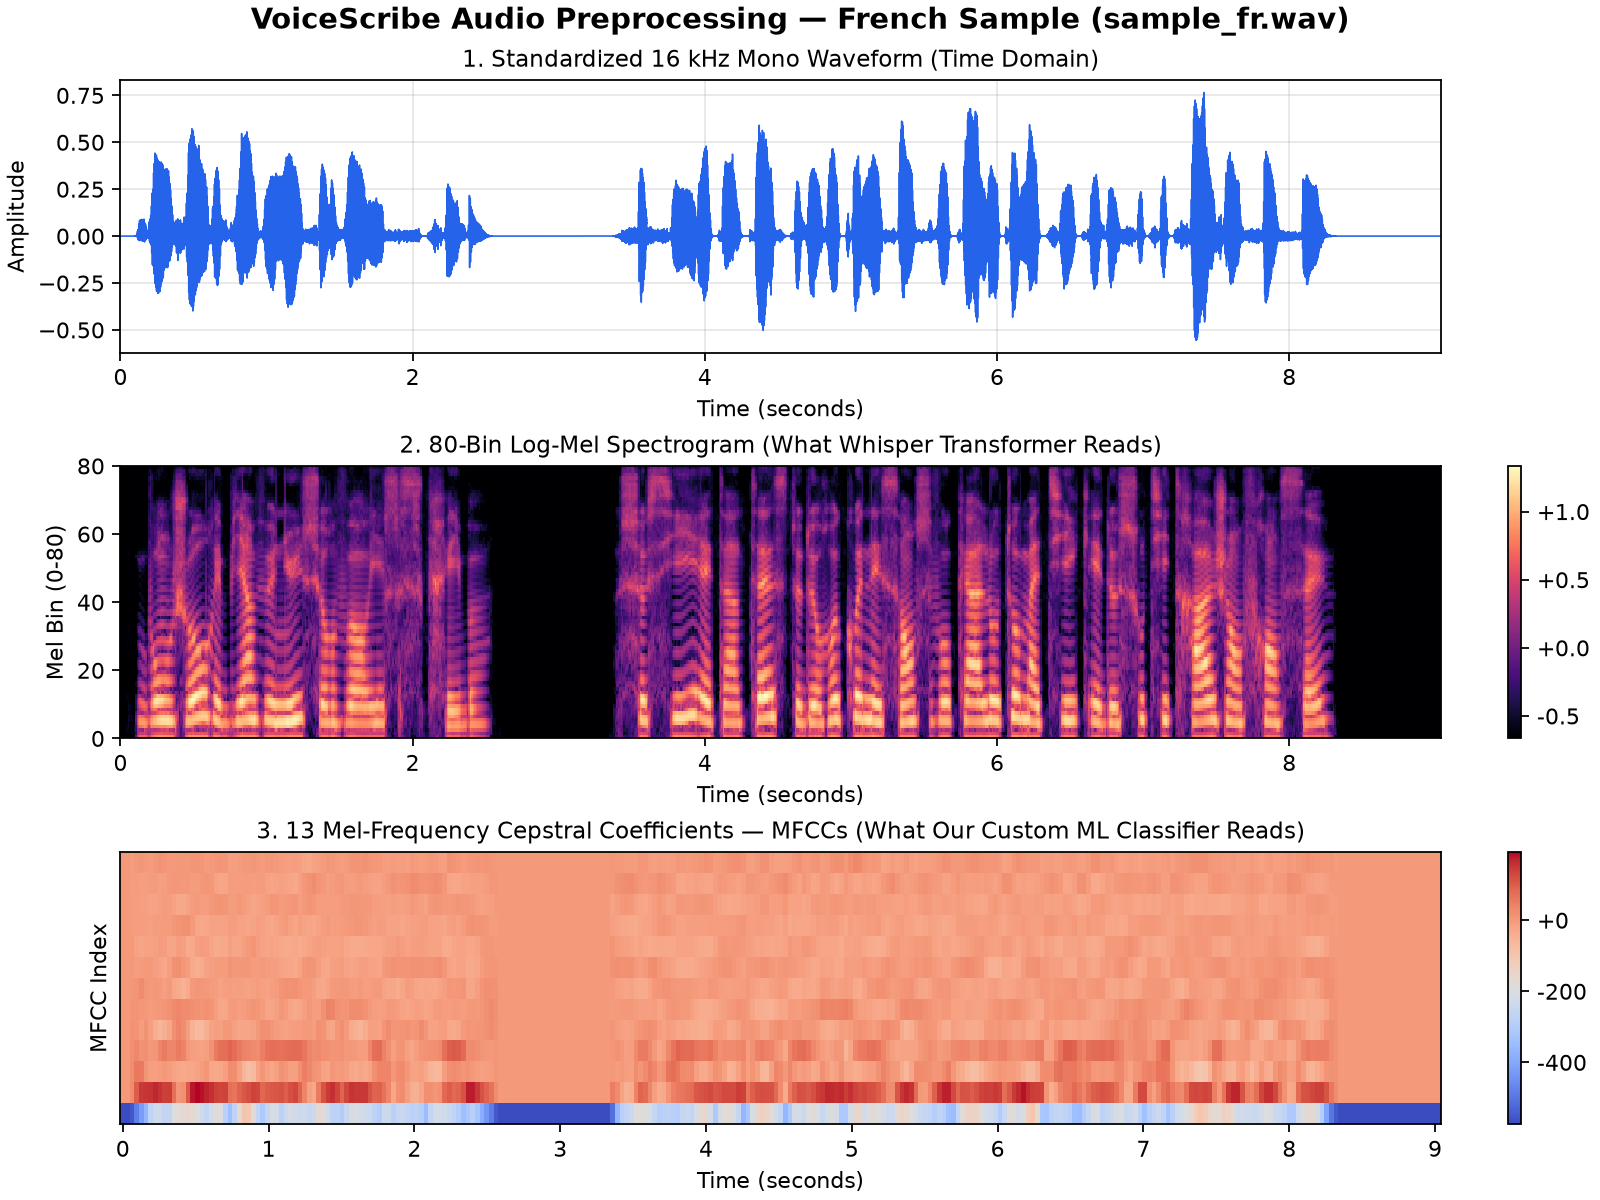 VoiceScribe Audio Preprocessing — French Sample (sample_fr.wav)
1. Standardized 16 kHz Mono Waveform (Time Domain)
0.75
0.50
0.25
0.00
−0.25
−0.50
Amplitude
0 2 4 6 8
Time (seconds)
2. 80-Bin Log-Mel Spectrogram (What Whisper Transformer Reads)
80
60
40
20
0
Mel Bin (0-80)
+1.0
+0.5
+0.0
-0.5
0 2 4 6 8
Time (seconds)
3. 13 Mel-Frequency Cepstral Coefficients — MFCCs (What Our Custom ML Classifier Reads)
MFCC Index
+0
-200
-400
0 1 2 3 4 5 6 7 8 9
Time (seconds)